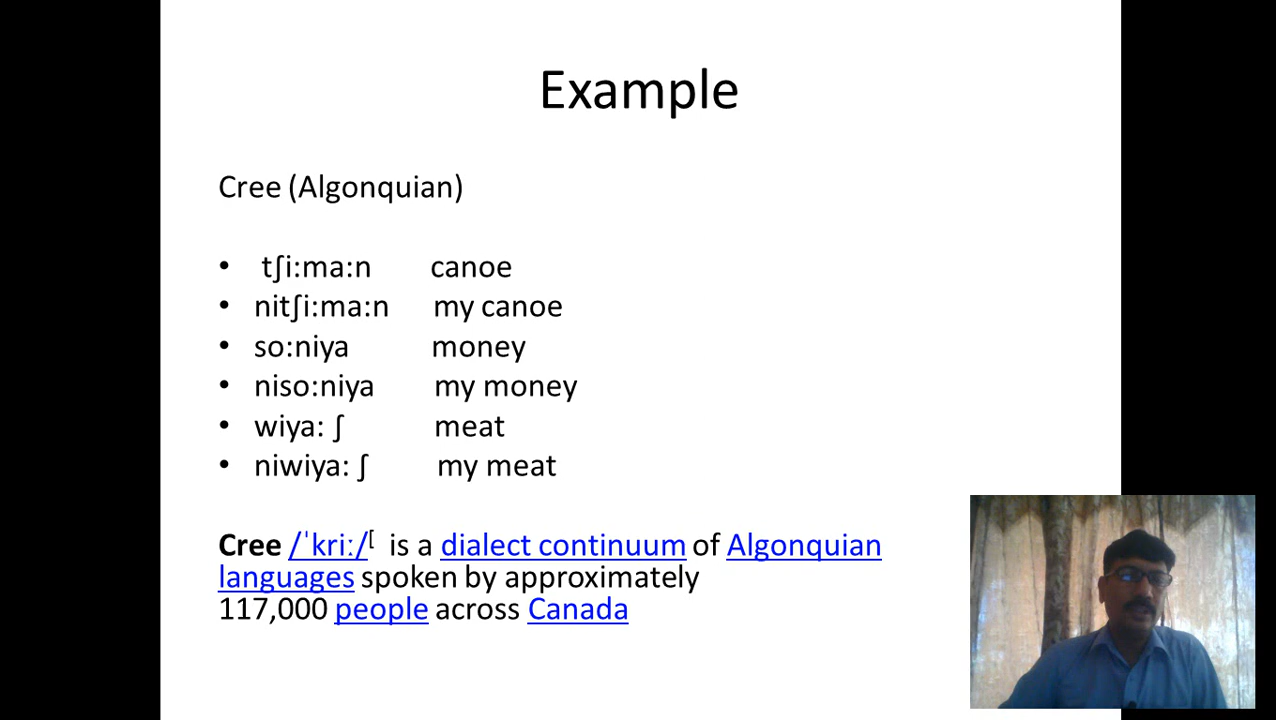 Example
Cree (Algonquian)
• tʃi:ma:n canoe
• nitʃi:ma:n my canoe
• so:niya money
• niso:niya my money
• wiya: ʃ meat
• niwiya: ʃ my meat
Cree /ˈkriː/[ is a dialect continuum of Algonquian
languages spoken by approximately
117,000 people across Canada